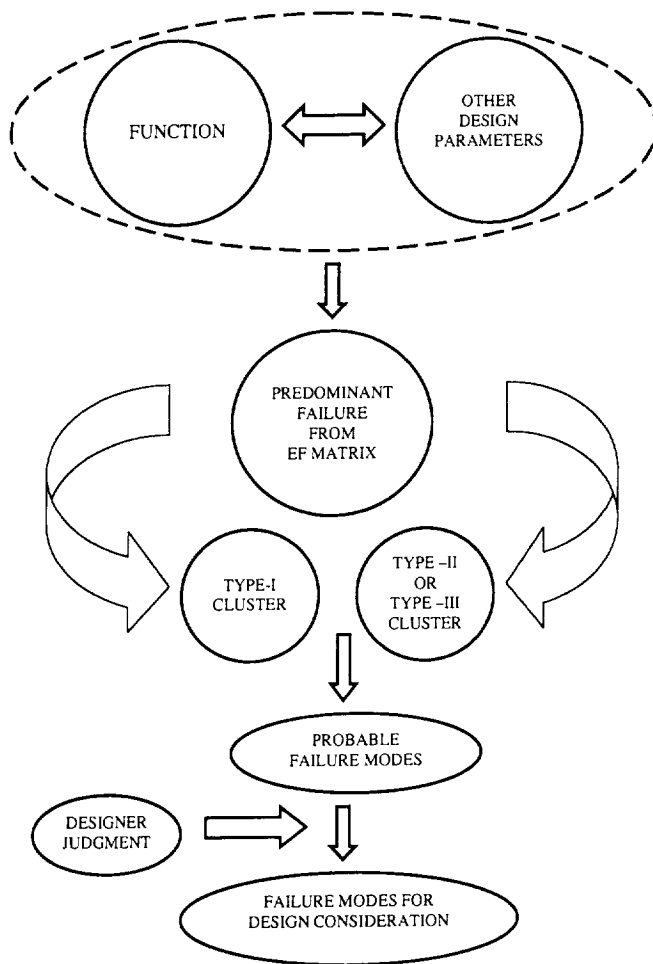 FUNCTION
OTHER
DESIGN
PARAMETERS
PREDOMINANT
FAILURE
FROM
EF MATRIX
TYPE-I
CLUSTER
TYPE –II
OR
TYPE –III
CLUSTER
PROBABLE
FAILURE MODES
DESIGNER
JUDGMENT
FAILURE MODES FOR
DESIGN CONSIDERATION